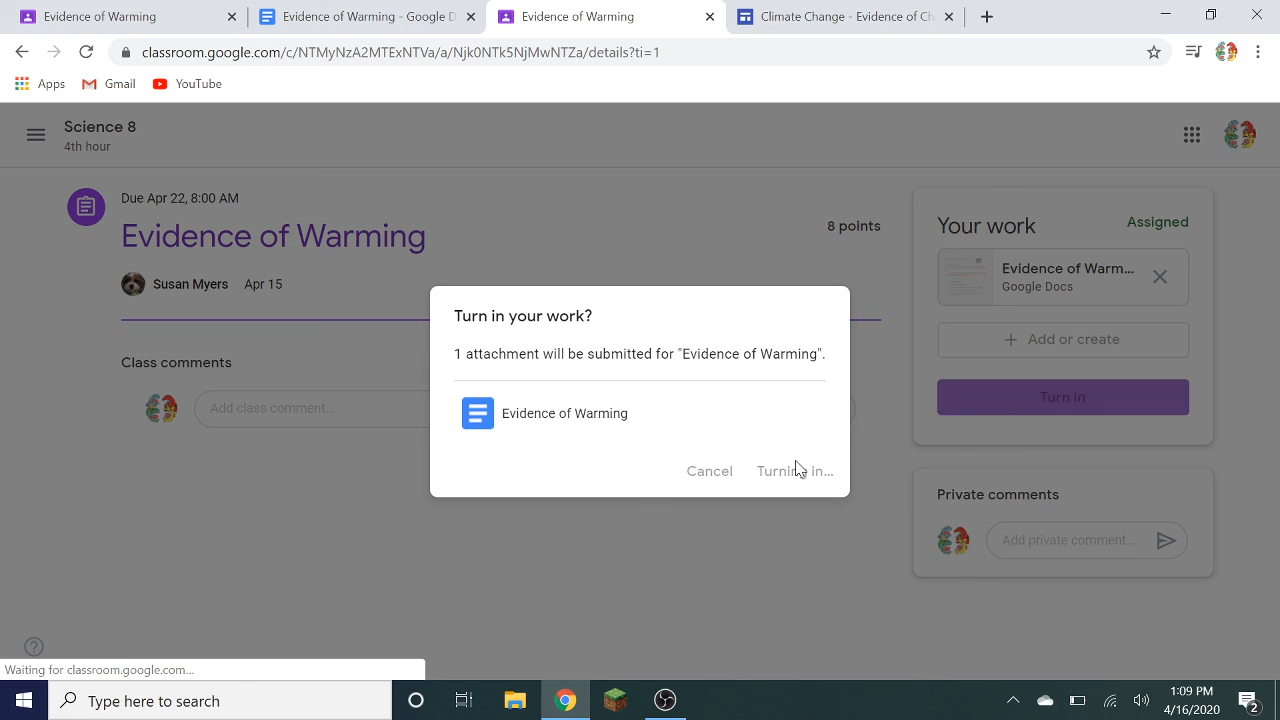 Evidence of Warming
Evidence of Warming - Google D
Evidence of Warming
Climate Change - Evidence of Cl
classroom.google.com/c/NTMyNzA2MTExNTVa/a/Njk0NTk5NjMwNTZa/details?ti=1
Apps
Gmail
YouTube
Science 8
4th hour
Due Apr 22, 8:00 AM
Evidence of Warming
8 points
Susan Myers Apr 15
Class comments
Add class comment...
Your work
Assigned
Evidence of Warm...
Google Docs
Add or create
Turn in
Private comments
Add private comment...
Turn in your work?
1 attachment will be submitted for "Evidence of Warming".
Evidence of Warming
Cancel
Turning in...
Waiting for classroom.google.com...
Type here to search
1:09 PM
4/16/2020
2